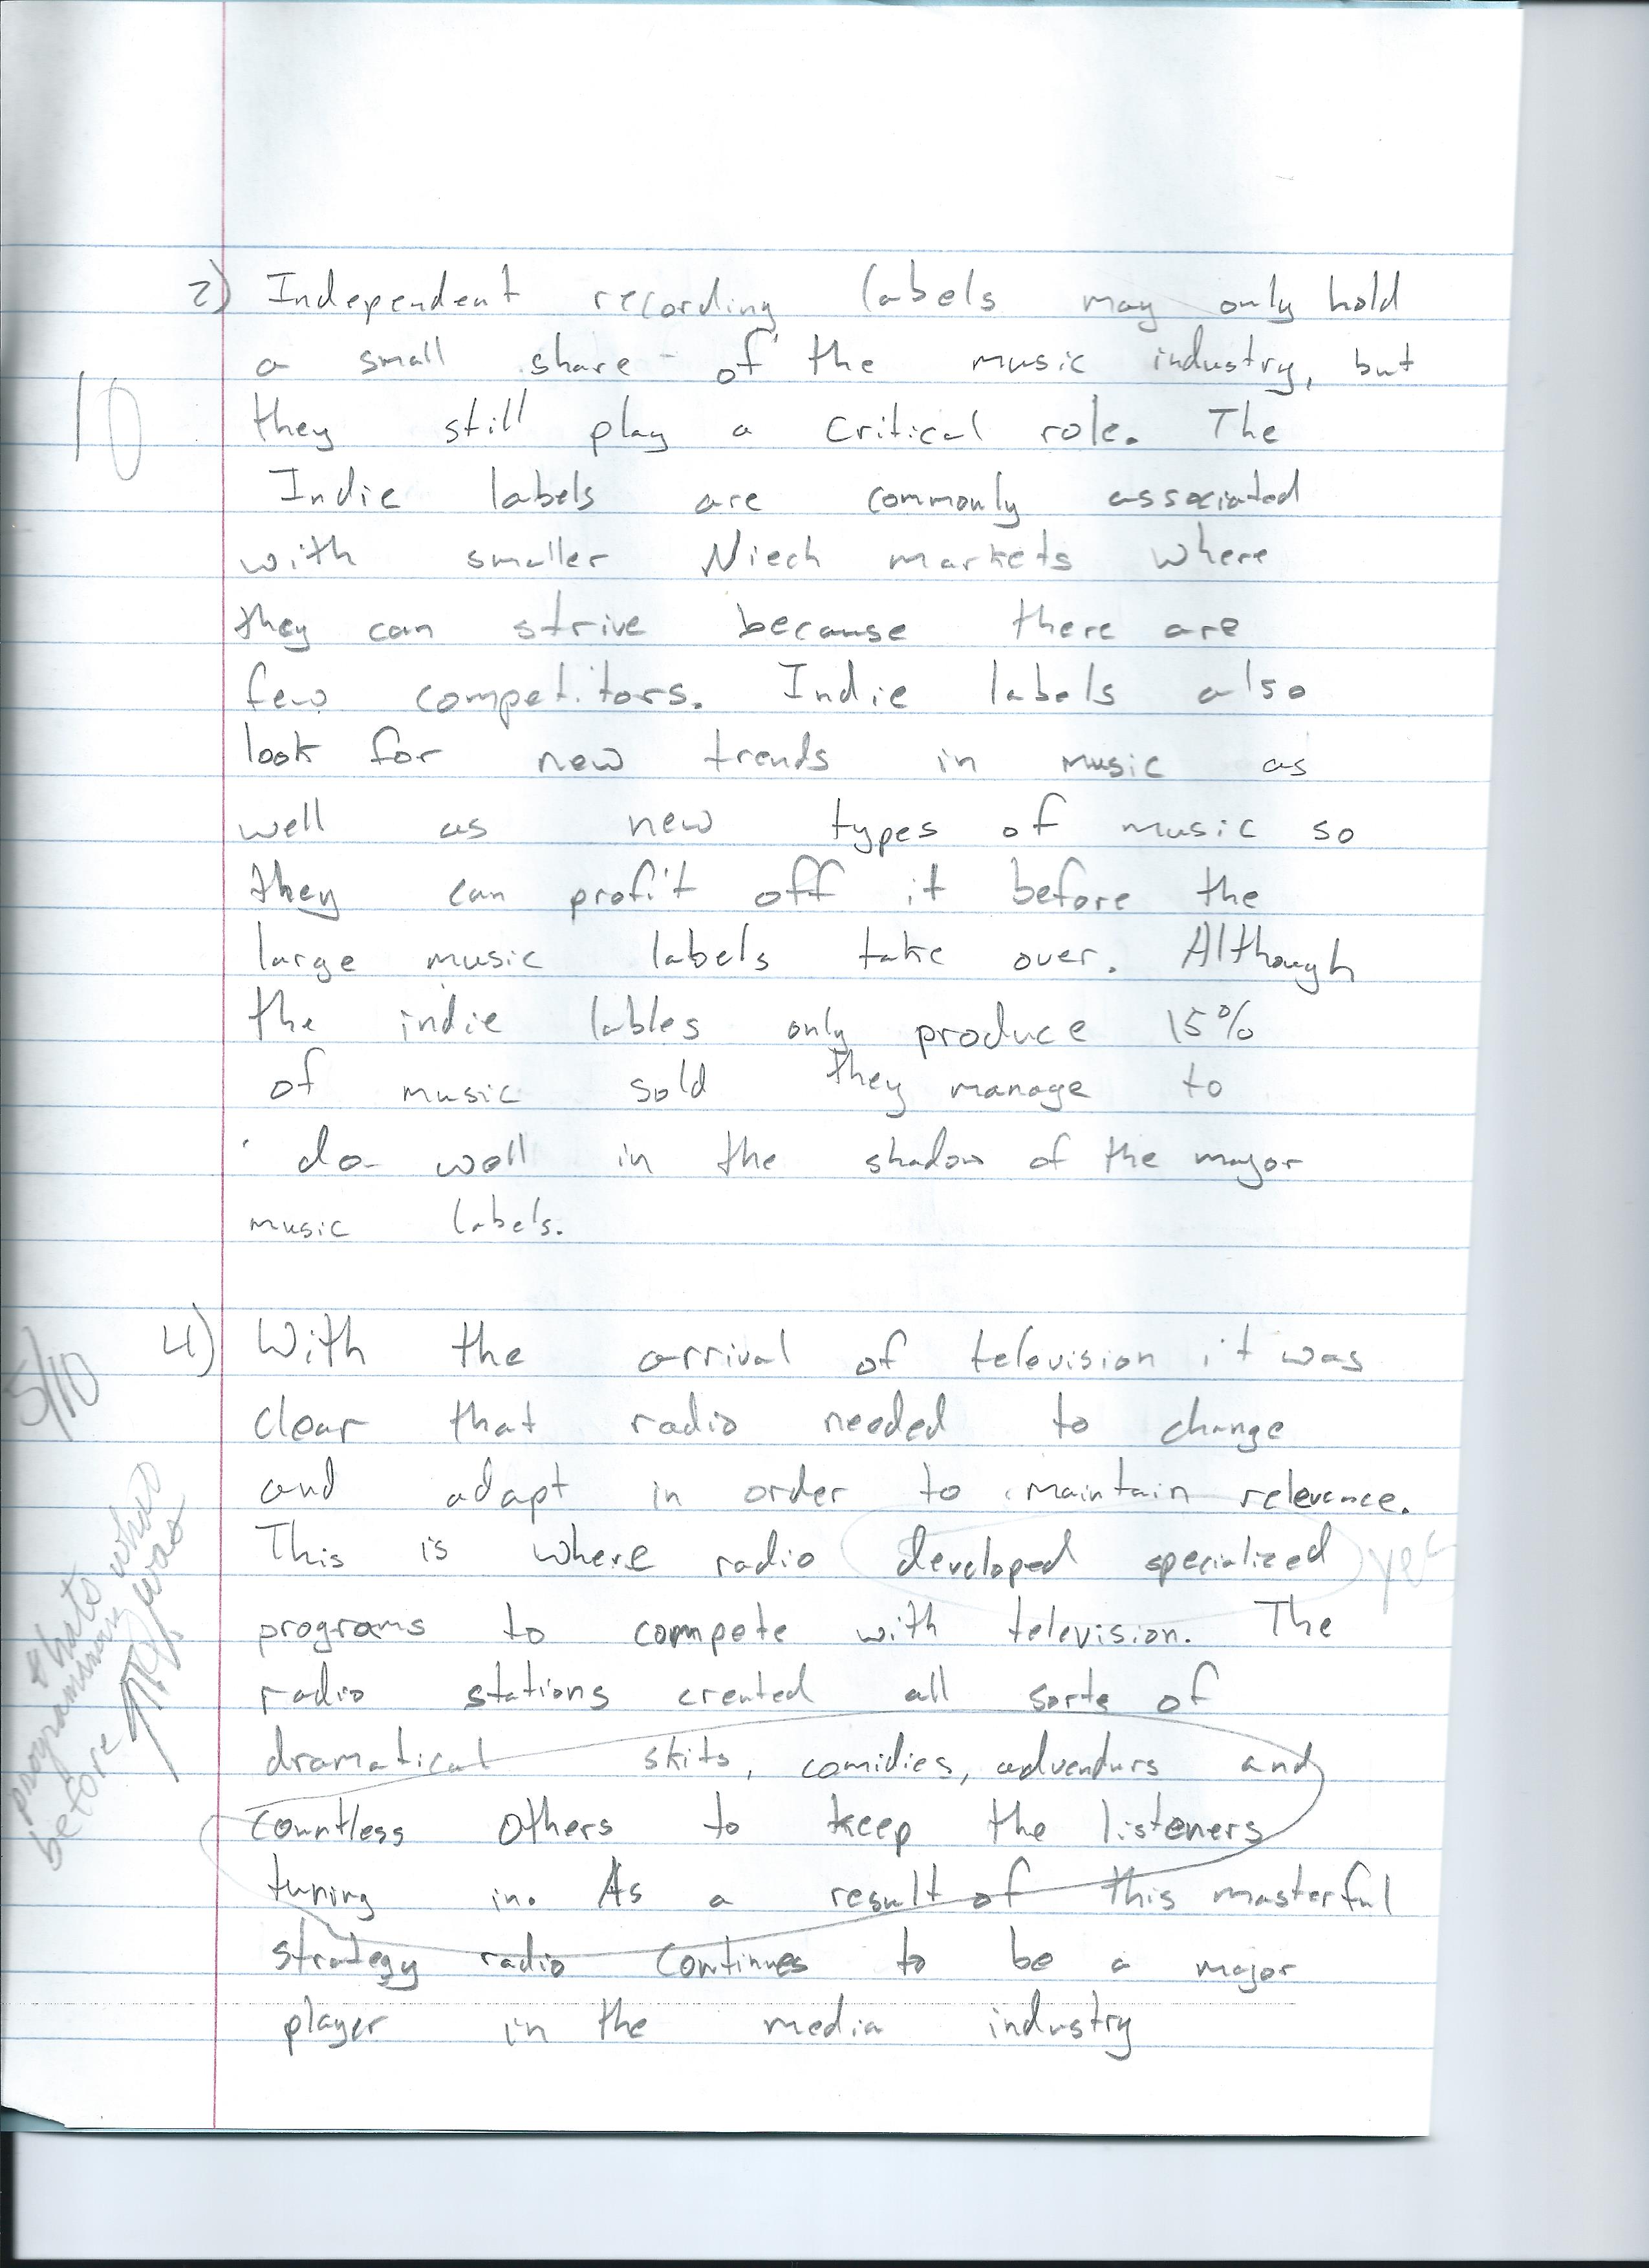 2) Independent recording labels may only hold
a small share of the music industry, but
they still play a critical role. The
Indie labels are commonly associated
with smaller Niech markets where
they can strive because there are
few competitors. Indie labels also
look for new trends in music as
well as new types of music so
they can profit off it before the
large music labels take over. Although
the indie lables only produce 15%
of music sold they manage to
do well in the shadow of the major
music labels.
10
4) With the arrival of television it was
clear that radio needed to change
and adapt in order to maintain relevence.
This is where radio developed specialized
programs to compete with television. The
radio stations created all sorts of
dramatical skits, comidies, adventurs and
countless others to keep the listeners
tuning in. As a result of this masterful
strategy radio continues to be a major
player in the media industry
5/10
yes
thats what
programming was
before TV.